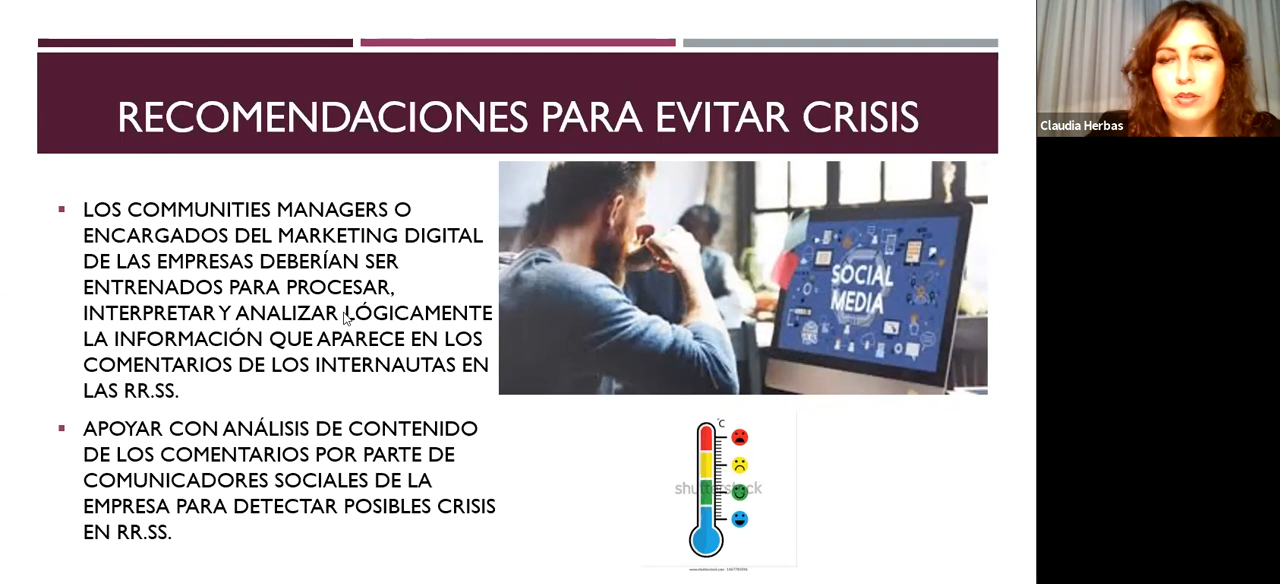 RECOMENDACIONES PARA EVITAR CRISIS
LOS COMMUNITIES MANAGERS O
ENCARGADOS DEL MARKETING DIGITAL
DE LAS EMPRESAS DEBERÍAN SER
ENTRENADOS PARA PROCESAR,
INTERPRETAR Y ANALIZAR LÓGICAMENTE
LA INFORMACIÓN QUE APARECE EN LOS
COMENTARIOS DE LOS INTERNAUTAS EN
LAS RR.SS.
APOYAR CON ANÁLISIS DE CONTENIDO
DE LOS COMENTARIOS POR PARTE DE
COMUNICADORES SOCIALES DE LA
EMPRESA PARA DETECTAR POSIBLES CRISIS
EN RR.SS.
SOCIAL
MEDIA
°C
shutterstock
Claudia Herbas